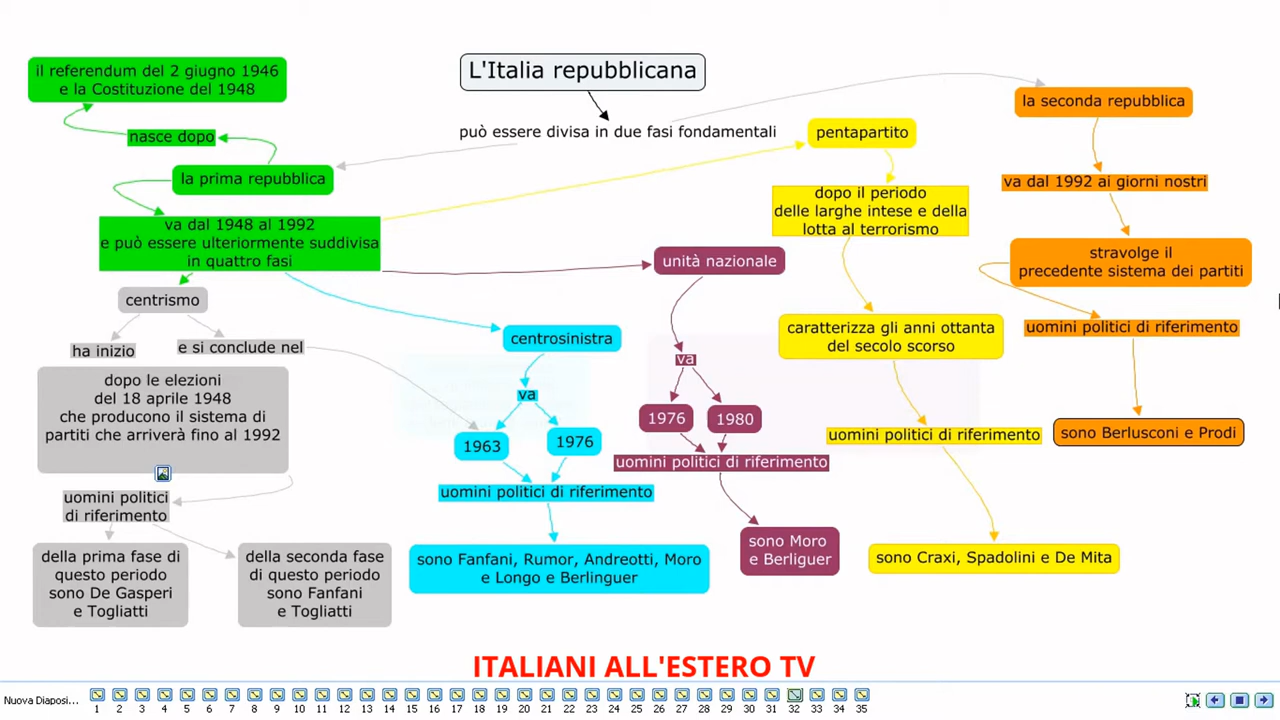 L'Italia repubblicana
può essere divisa in due fasi fondamentali
il referendum del 2 giugno 1946
e la Costituzione del 1948
nasce dopo
la prima repubblica
va dal 1948 al 1992
e può essere ulteriormente suddivisa
in quattro fasi
centrismo
ha inizio
e si conclude nel
dopo le elezioni
del 18 aprile 1948
che producono il sistema di
partiti che arriverà fino al 1992
uomini politici
di riferimento
della prima fase di
questo periodo
sono De Gasperi
e Togliatti
della seconda fase
di questo periodo
sono Fanfani
e Togliatti
centrosinistra
va
1963
1976
uomini politici di riferimento
sono Fanfani, Rumor, Andreotti, Moro
e Longo e Berlinguer
unità nazionale
va
1976
1980
uomini politici di riferimento
sono Moro
e Berliguer
pentapartito
dopo il periodo
delle larghe intese e della
lotta al terrorismo
caratterizza gli anni ottanta
del secolo scorso
uomini politici di riferimento
sono Craxi, Spadolini e De Mita
la seconda repubblica
va dal 1992 ai giorni nostri
stravolge il
precedente sistema dei partiti
uomini politici di riferimento
sono Berlusconi e Prodi
ITALIANI ALL'ESTERO TV
Nuova Diaposi...
1 2 3 4 5 6 7 8 9 10 11 12 13 14 15 16 17 18 19 20 21 22 23 24 25 26 27 28 29 30 31 32 33 34 35